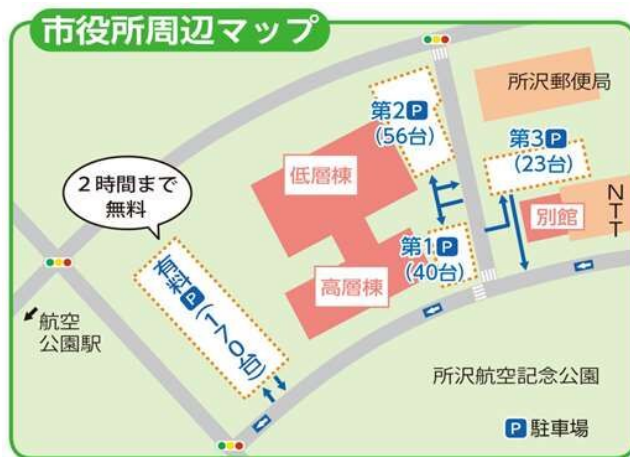 市役所周辺マップ
所沢郵便局
第2P
(56台)
第3P
(23台)
低層棟
2時間まで
無料
NTT
別館
第1P
(40台)
高層棟
有料P(170台)
航空
公園駅
所沢航空記念公園
P 駐車場